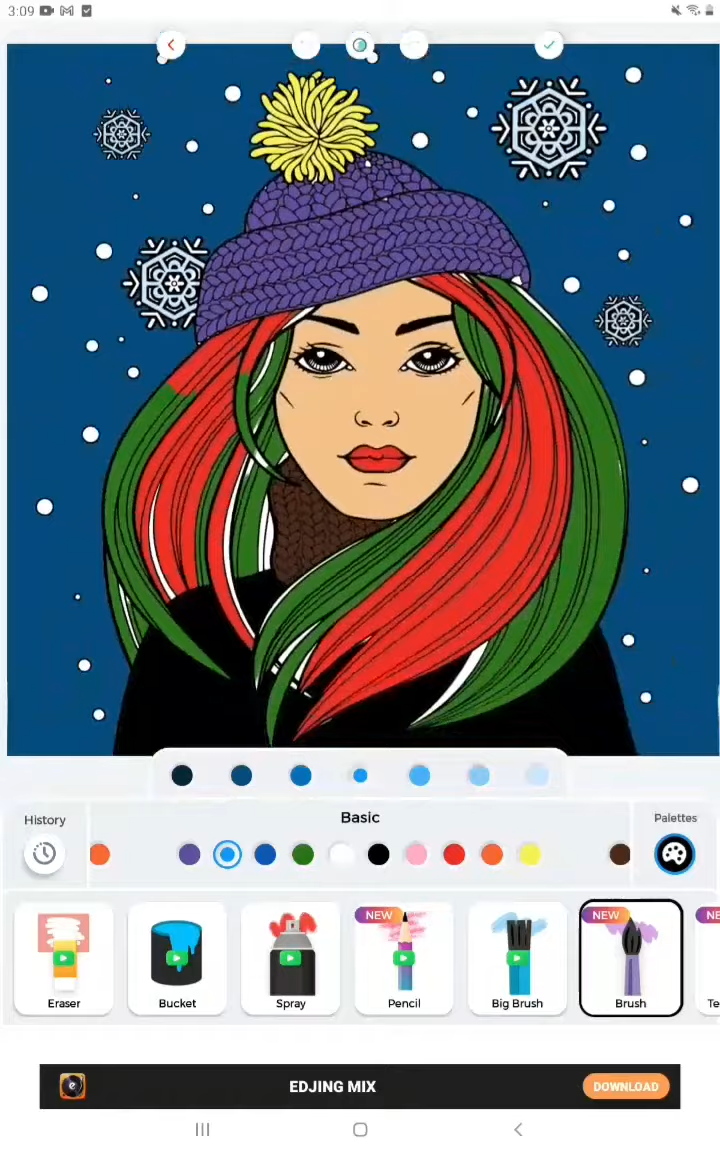 3:09
Basic
History
Palettes
NEW
NEW
NE
Eraser
Bucket
Spray
Pencil
Big Brush
Brush
Te
EDJING MIX
DOWNLOAD